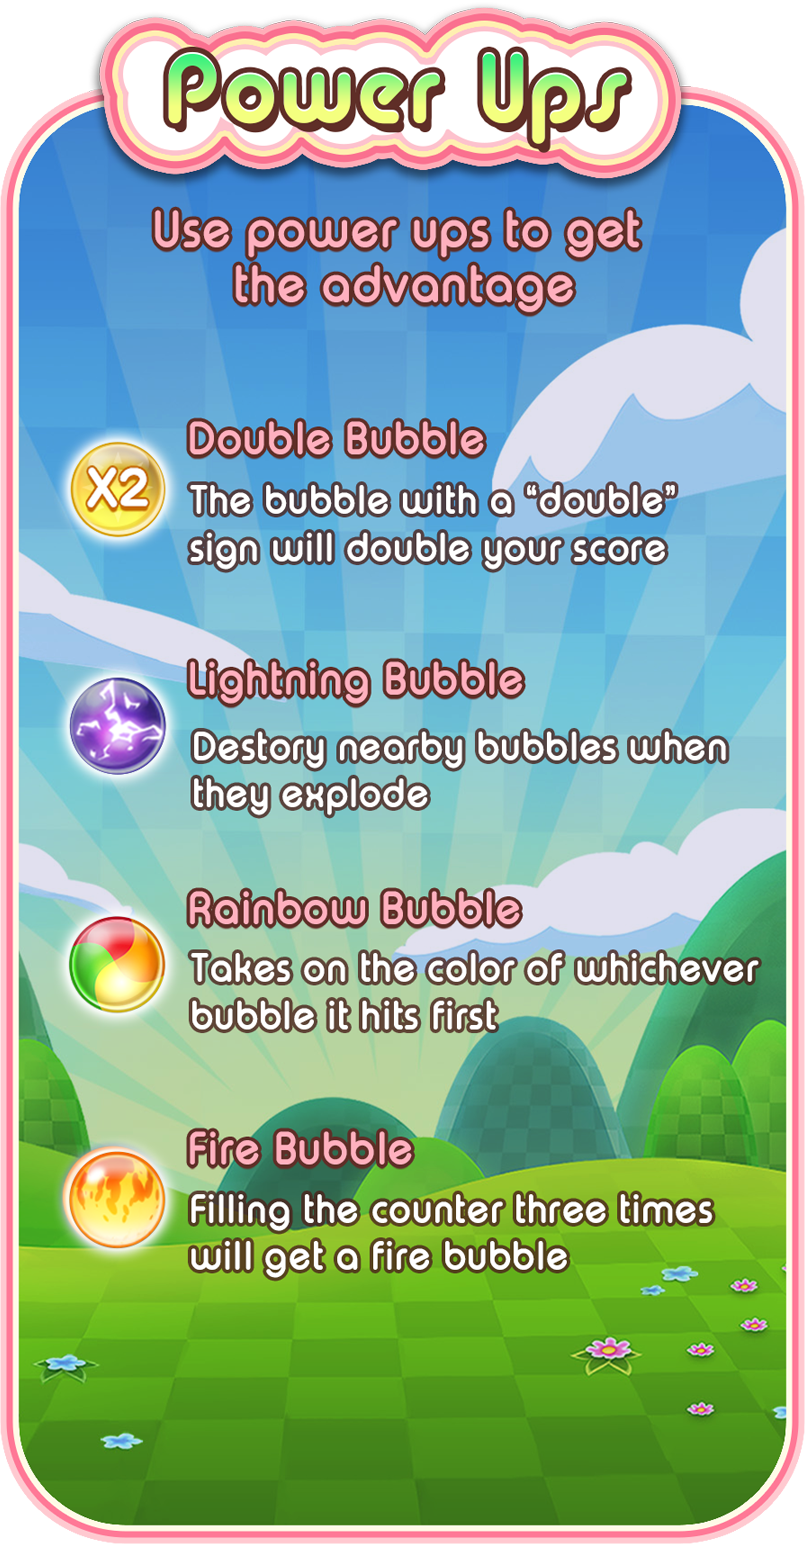 Power Ups
Use power ups to get
the advantage
Double Bubble
X2
The bubble with a “double”
sign will double your score
Lightning Bubble
Destory nearby bubbles when
they explode
Rainbow Bubble
Takes on the color of whichever
bubble it hits first
Fire Bubble
Filling the counter three times
will get a fire bubble